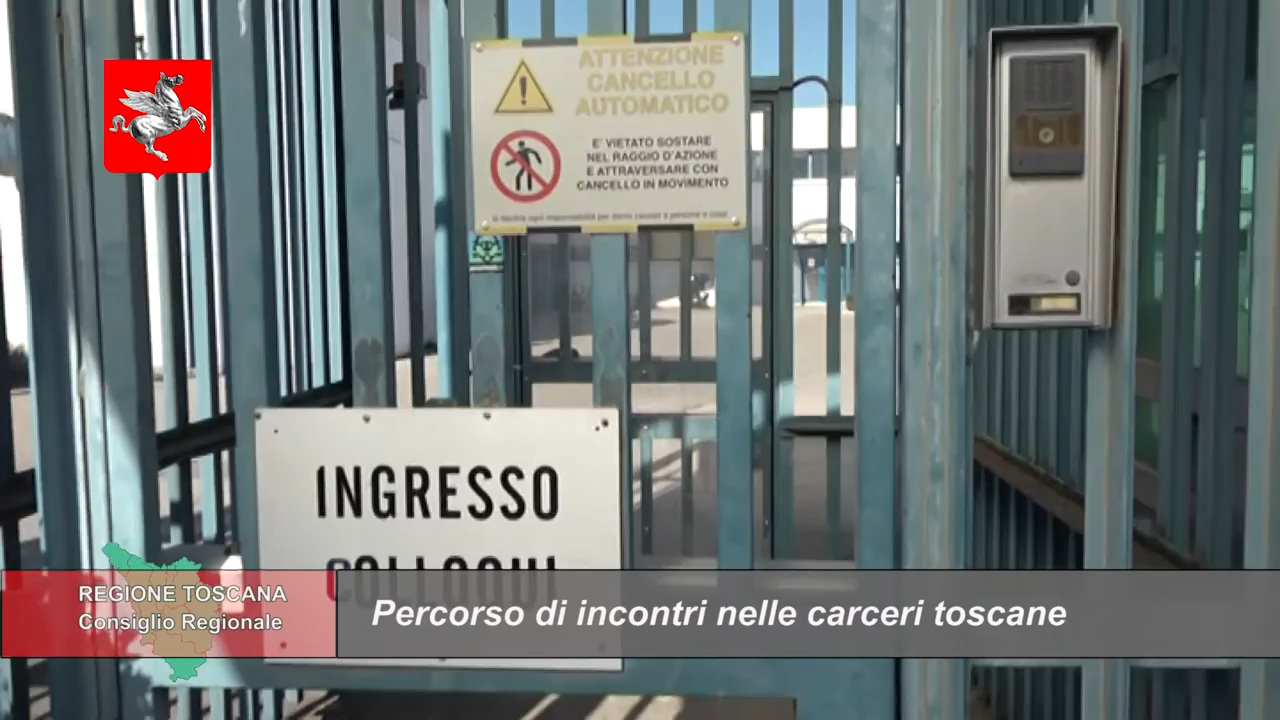 ATTENZIONE
CANCELLO
AUTOMATICO
E' VIETATO SOSTARE
NEL RAGGIO D'AZIONE
E ATTRAVERSARE CON
CANCELLO IN MOVIMENTO
INGRESSO
COLLOQUI
REGIONE TOSCANA
Consiglio Regionale
Percorso di incontri nelle carceri toscane